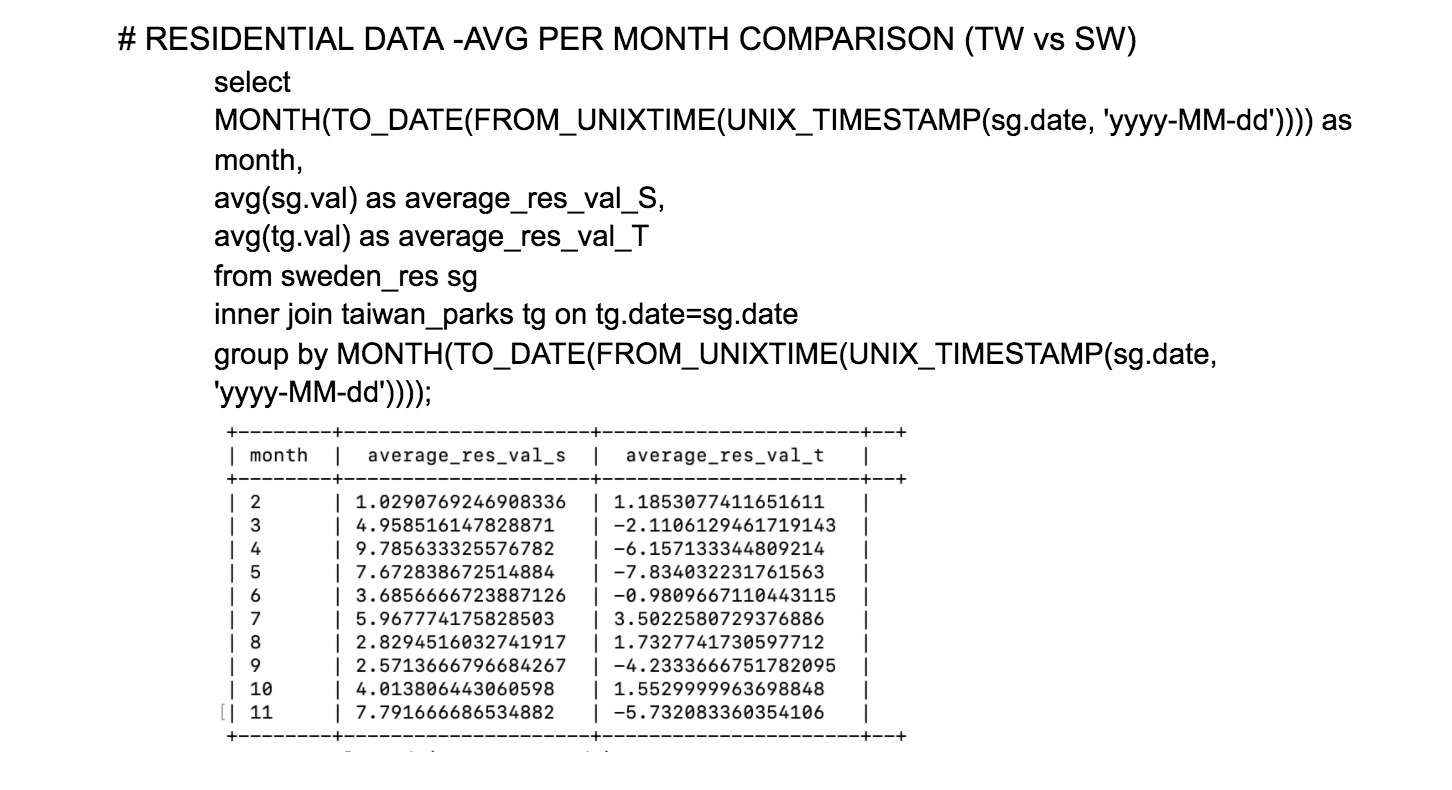 # RESIDENTIAL DATA -AVG PER MONTH COMPARISON (TW vs SW)
select
MONTH(TO_DATE(FROM_UNIXTIME(UNIX_TIMESTAMP(sg.date, 'yyyy-MM-dd')))) as
month,
avg(sg.val) as average_res_val_S,
avg(tg.val) as average_res_val_T
from sweden_res sg
inner join taiwan_parks tg on tg.date=sg.date
group by MONTH(TO_DATE(FROM_UNIXTIME(UNIX_TIMESTAMP(sg.date,
'yyyy-MM-dd'))));
+--------+---------------------+----------------------+--+
| month | average_res_val_s | average_res_val_t |
+--------+---------------------+----------------------+--+
| 2 | 1.0290769246908336 | 1.1853077411651611 |
| 3 | 4.958516147828871 | -2.1106129461719143 |
| 4 | 9.785633325576782 | -6.157133344809214 |
| 5 | 7.672838672514884 | -7.834032231761563 |
| 6 | 3.6856666723887126 | -0.9809667110443115 |
| 7 | 5.967774175828503 | 3.5022580729376886 |
| 8 | 2.8294516032741917 | 1.7327741730597712 |
| 9 | 2.5713666796684267 | -4.2333666751782095 |
| 10 | 4.013806443060598 | 1.5529999963698848 |
[| 11 | 7.791666686534882 | -5.732083360354106 |
+--------+---------------------+----------------------+--+